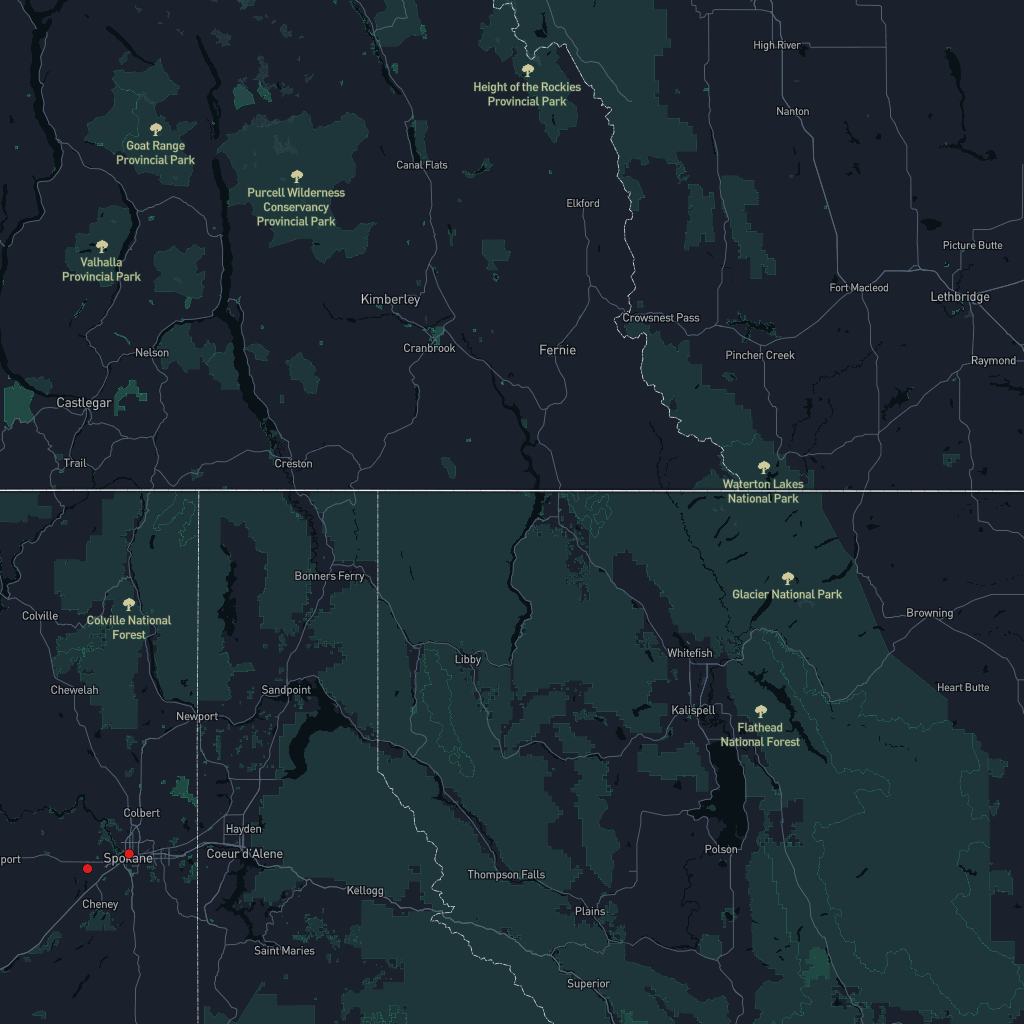 High River
Height of the Rockies
Provincial Park
Nanton
Goat Range
Provincial Park
Canal Flats
Purcell Wilderness
Conservancy
Provincial Park
Elkford
Picture Butte
Valhalla
Provincial Park
Fort Macleod
Lethbridge
Kimberley
Crowsnest Pass
Nelson
Cranbrook
Fernie
Pincher Creek
Raymond
Castlegar
Trail
Creston
Waterton Lakes
National Park
Bonners Ferry
Glacier National Park
Colville
Colville National
Forest
Browning
Libby
Whitefish
Chewelah
Sandpoint
Heart Butte
Newport
Kalispell
Flathead
National Forest
Colbert
Hayden
port
Spokane
Coeur d'Alene
Polson
Thompson Falls
Kellogg
Cheney
Plains
Saint Maries
Superior